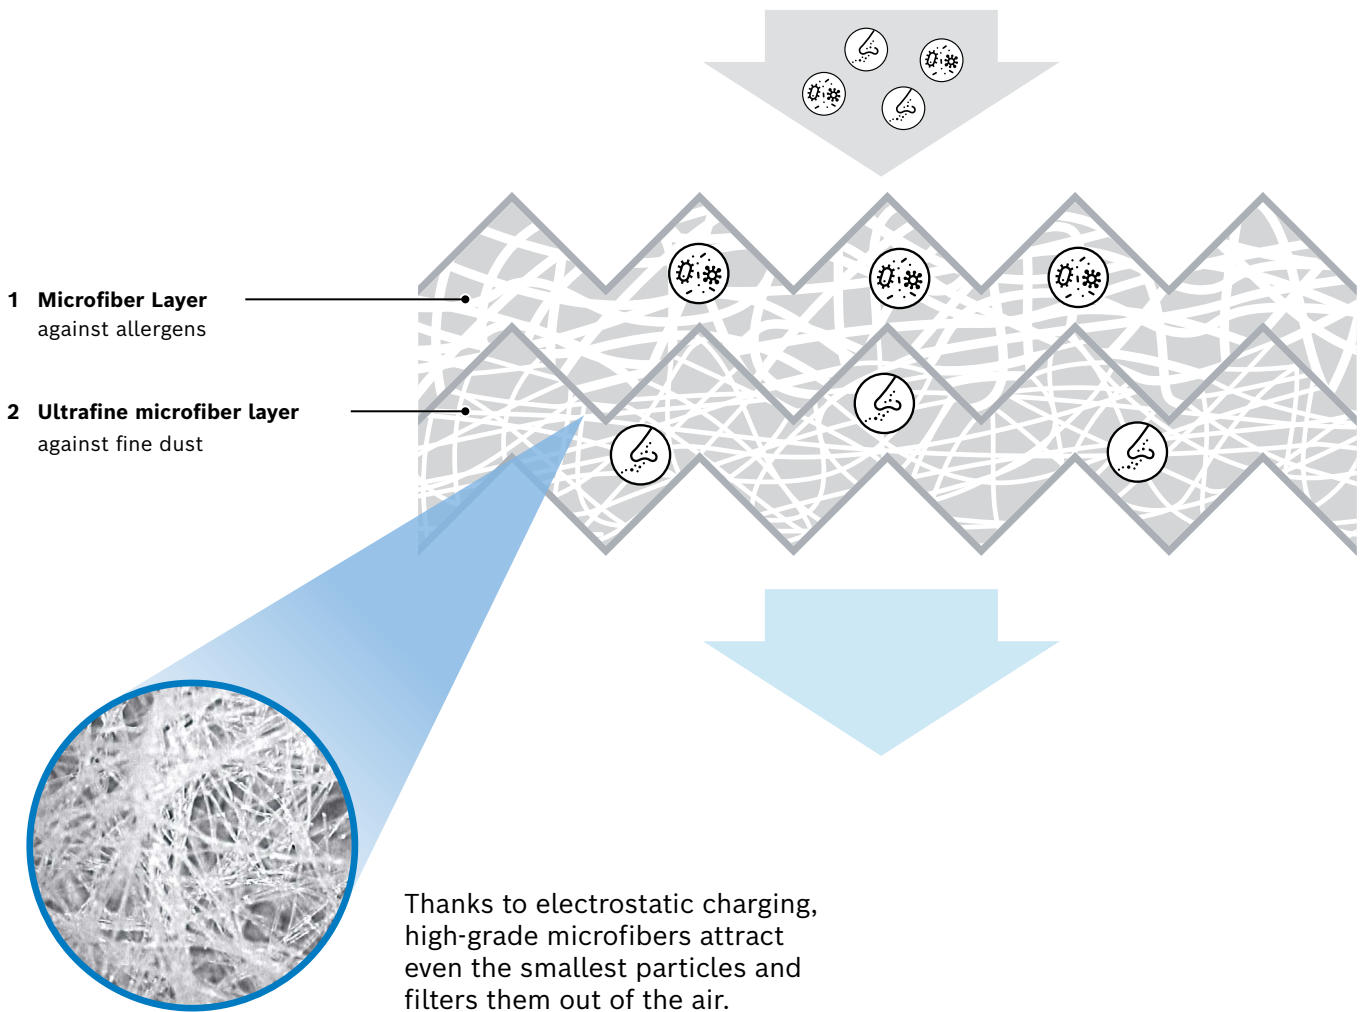 1 Microfiber Layer
against allergens
2 Ultrafine microfiber layer
against fine dust
Thanks to electrostatic charging,
high-grade microfibers attract
even the smallest particles and
filters them out of the air.